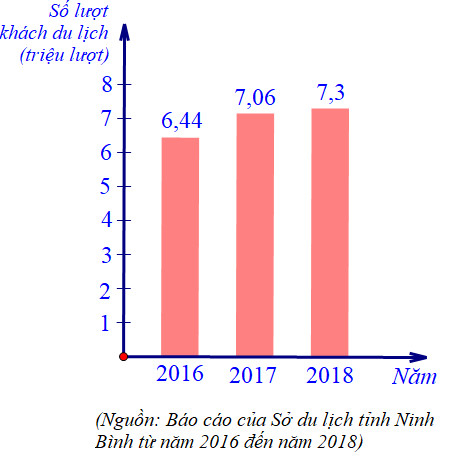 Số lượt
khách du lịch
(triệu lượt)
8
7
6
5
4
3
2
1
6,44
7,06
7,3
2016
2017
2018
Năm
(Nguồn: Báo cáo của Sở du lịch tỉnh Ninh
Bình từ năm 2016 đến năm 2018)